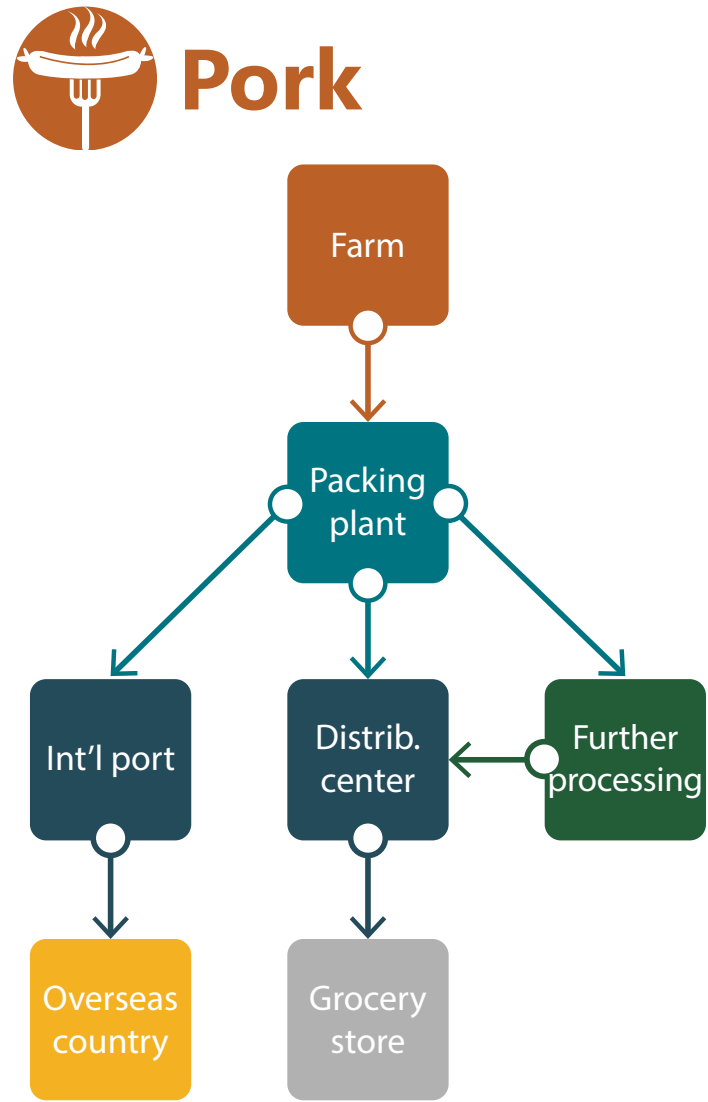 Pork
Farm
Packing
plant
Int’l port
Distrib.
center
Further
processing
Overseas
country
Grocery
store